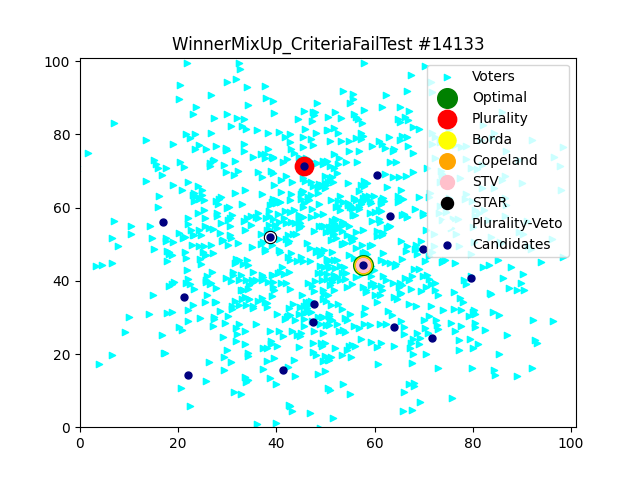 WinnerMixUp_CriteriaFailTest #14133
Voters
Optimal
Plurality
Borda
Copeland
STV
STAR
Plurality-Veto
Candidates
100
80
60
40
20
0
0 20 40 60 80 100